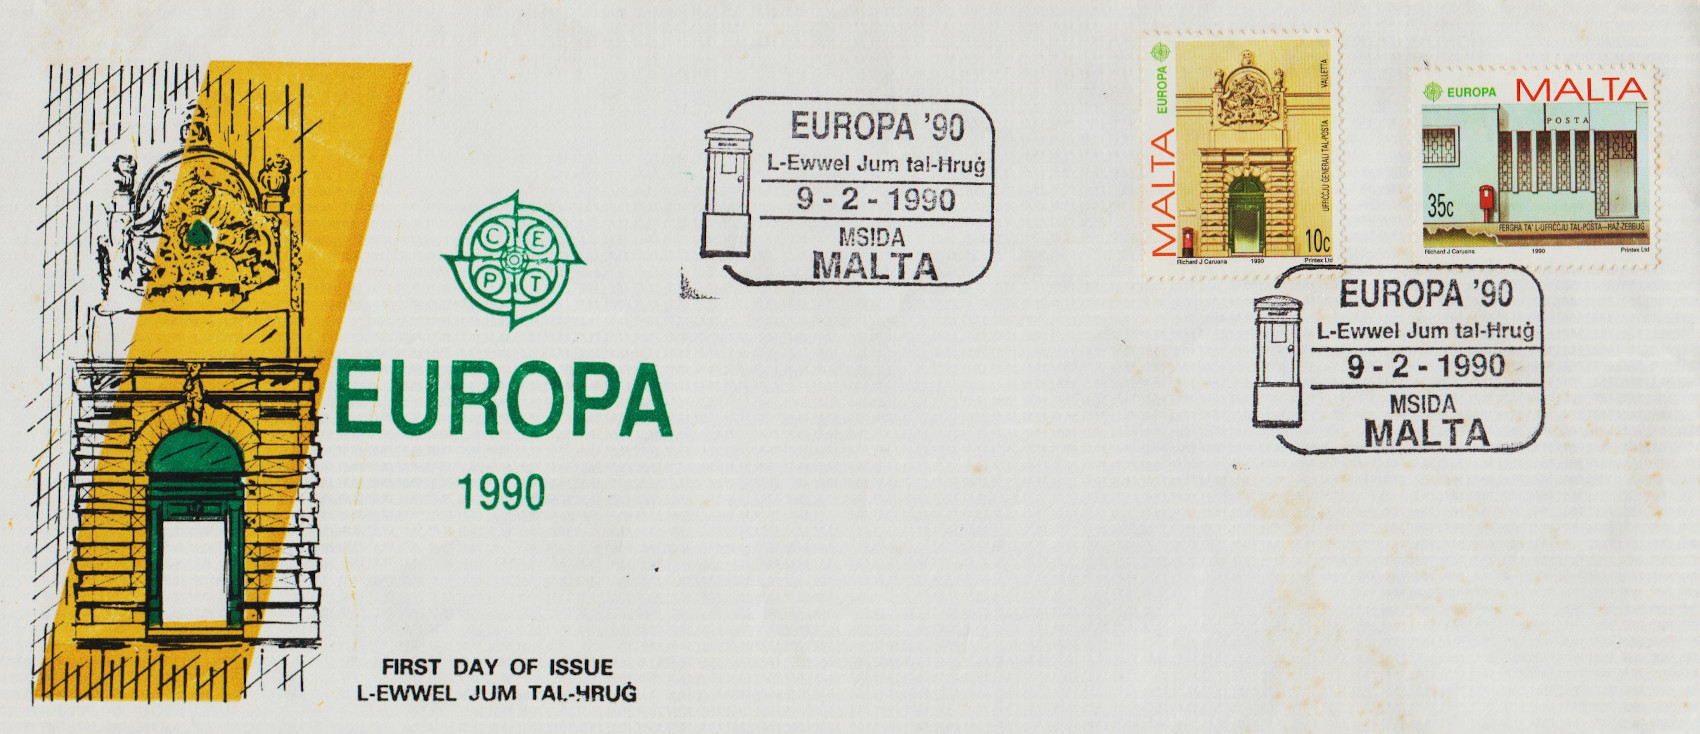 C E
P T
EUROPA
1990
FIRST DAY OF ISSUE
L-EWWEL JUM TAL-ĦRUĠ
EUROPA '90
L-Ewwel Jum tal-Ħruġ
9 - 2 - 1990
MSIDA
MALTA
MALTA
EUROPA
VALLETTA
UFFIĊĊJU ĠENERALI TAL-POSTA
10c
Richard J Caruana 1990 Printex Ltd
EUROPA MALTA
POSTA
35c
FERGĦA TA' L-UFFIĊĊJU TAL-POSTA—ĦAŻ-ŻEBBUĠ
Richard J Caruana 1990 Printex Ltd
EUROPA '90
L-Ewwel Jum tal-Ħruġ
9 - 2 - 1990
MSIDA
MALTA